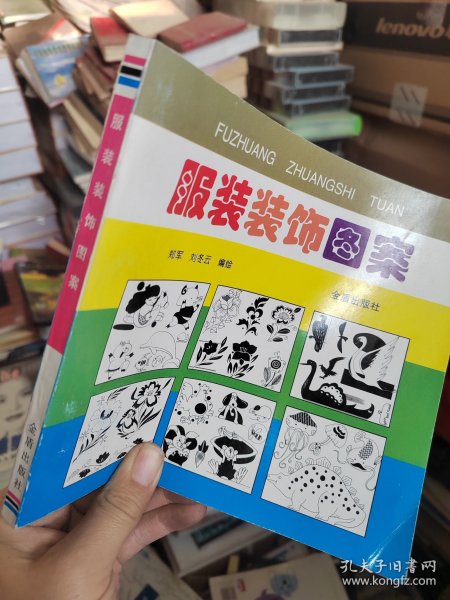 lenovo
FUZHUANG ZHUANGSHI TUAN
服装装饰图案
郑军 刘冬云 编绘
金盾出版社
服装装饰图案
金盾出版社
孔夫子旧书网
www.kongfz.com